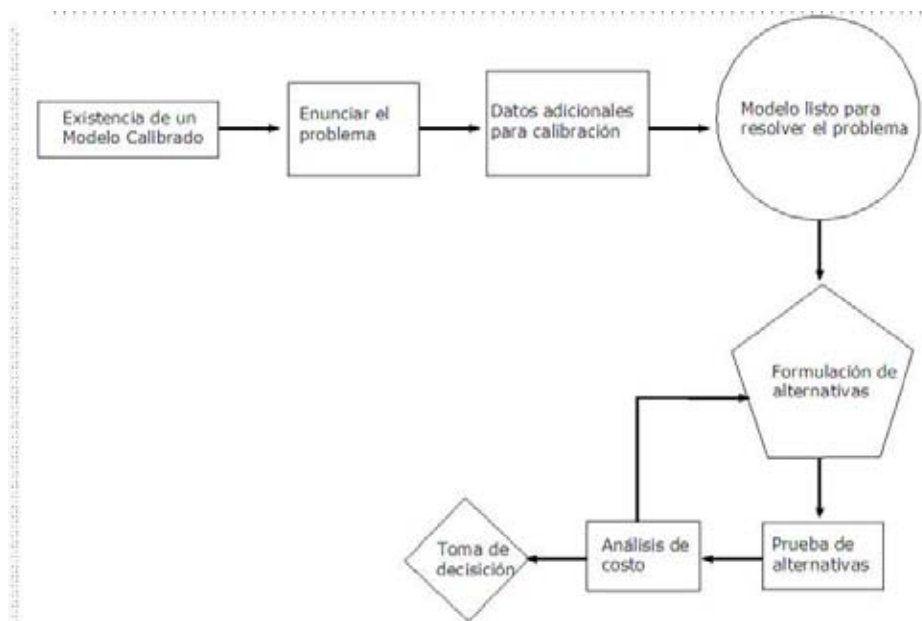 Existencia de un
Modelo Calibrado
Enunciar el
problema
Datos adicionales
para calibración
Modelo listo para
resolver el problema
Formulación de
alternativas
Prueba de
alternativas
Análisis de
costo
Toma de
decisión